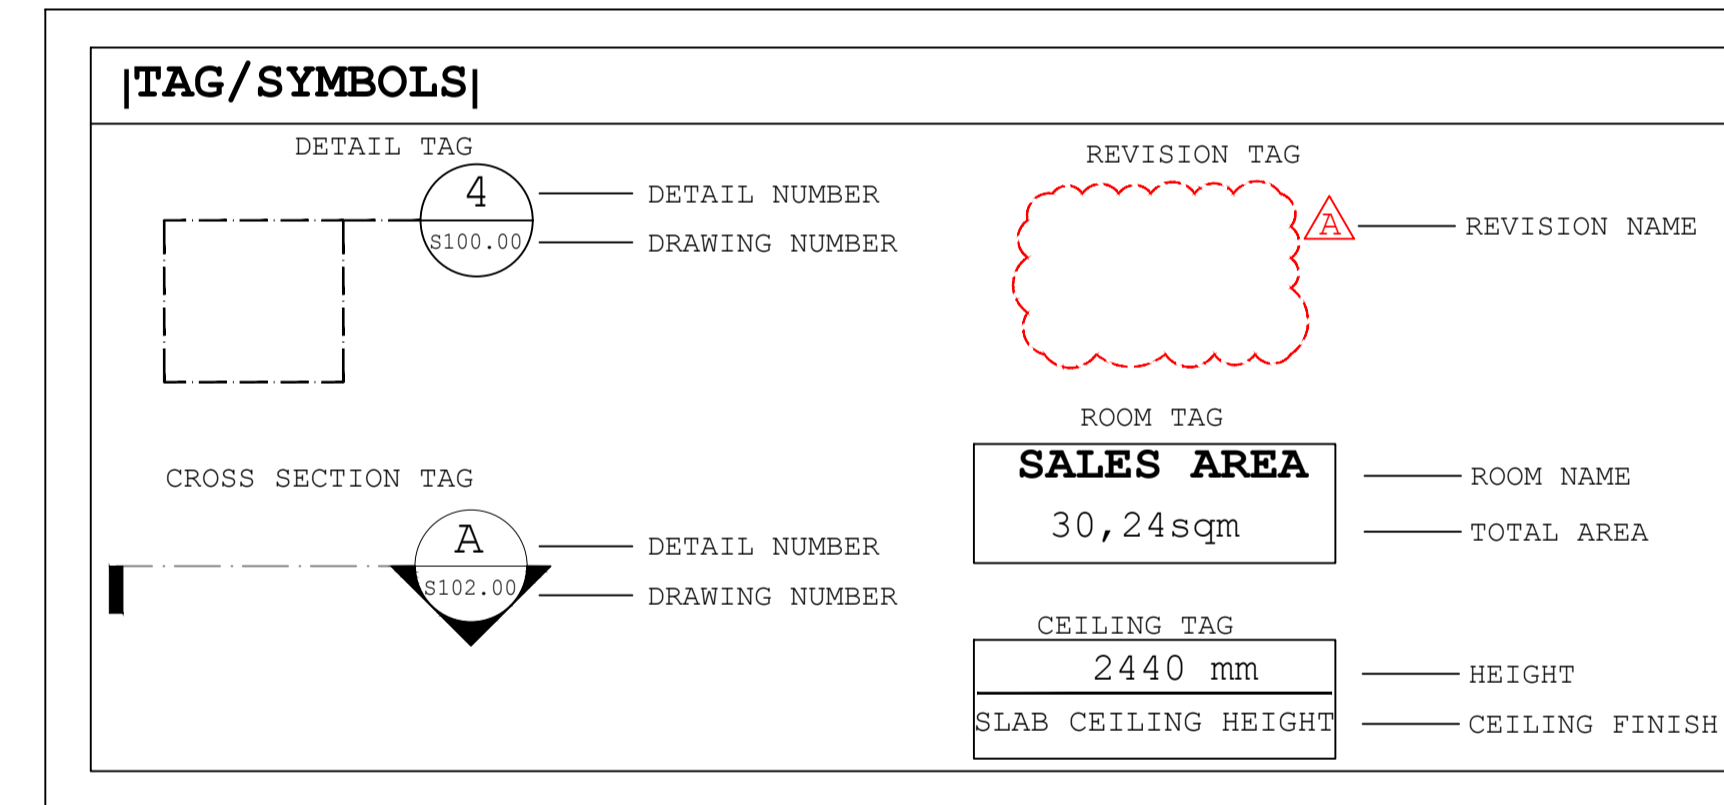 |TAG/SYMBOLS|
DETAIL TAG
4
S100.00
DETAIL NUMBER
DRAWING NUMBER
CROSS SECTION TAG
A
S102.00
DETAIL NUMBER
DRAWING NUMBER
REVISION TAG
A
REVISION NAME
ROOM TAG
SALES AREA
30,24sqm
ROOM NAME
TOTAL AREA
CEILING TAG
2440 mm
SLAB CEILING HEIGHT
HEIGHT
CEILING FINISH